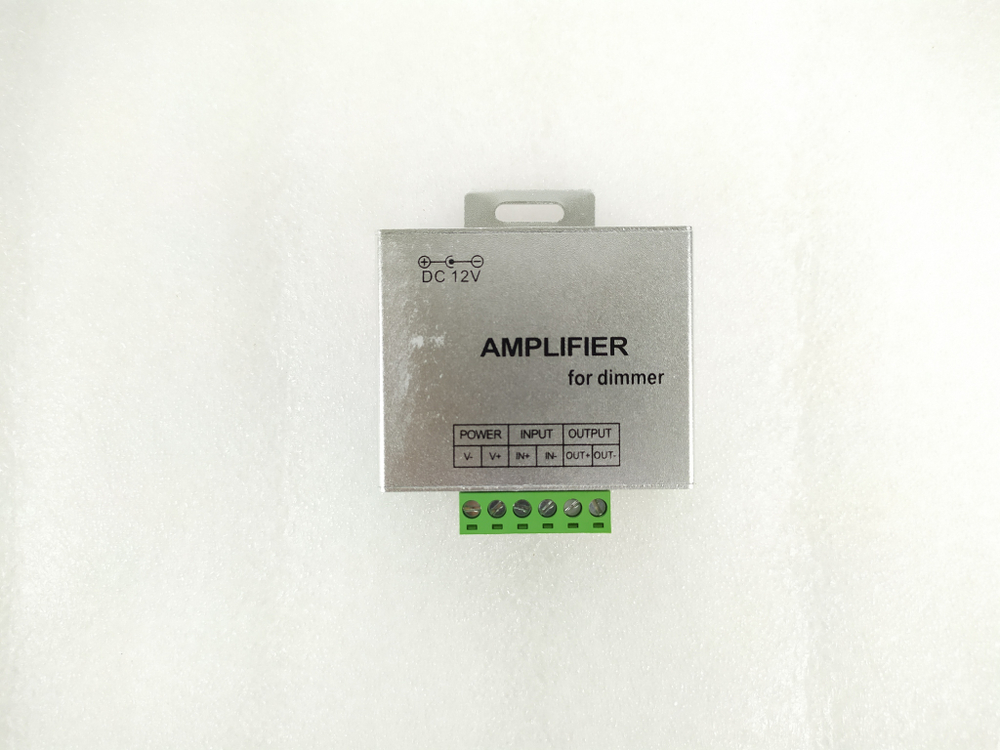 DC 12V
AMPLIFIER
for dimmer
POWER INPUT OUTPUT
V- V+ IN+ IN- OUT+ OUT-